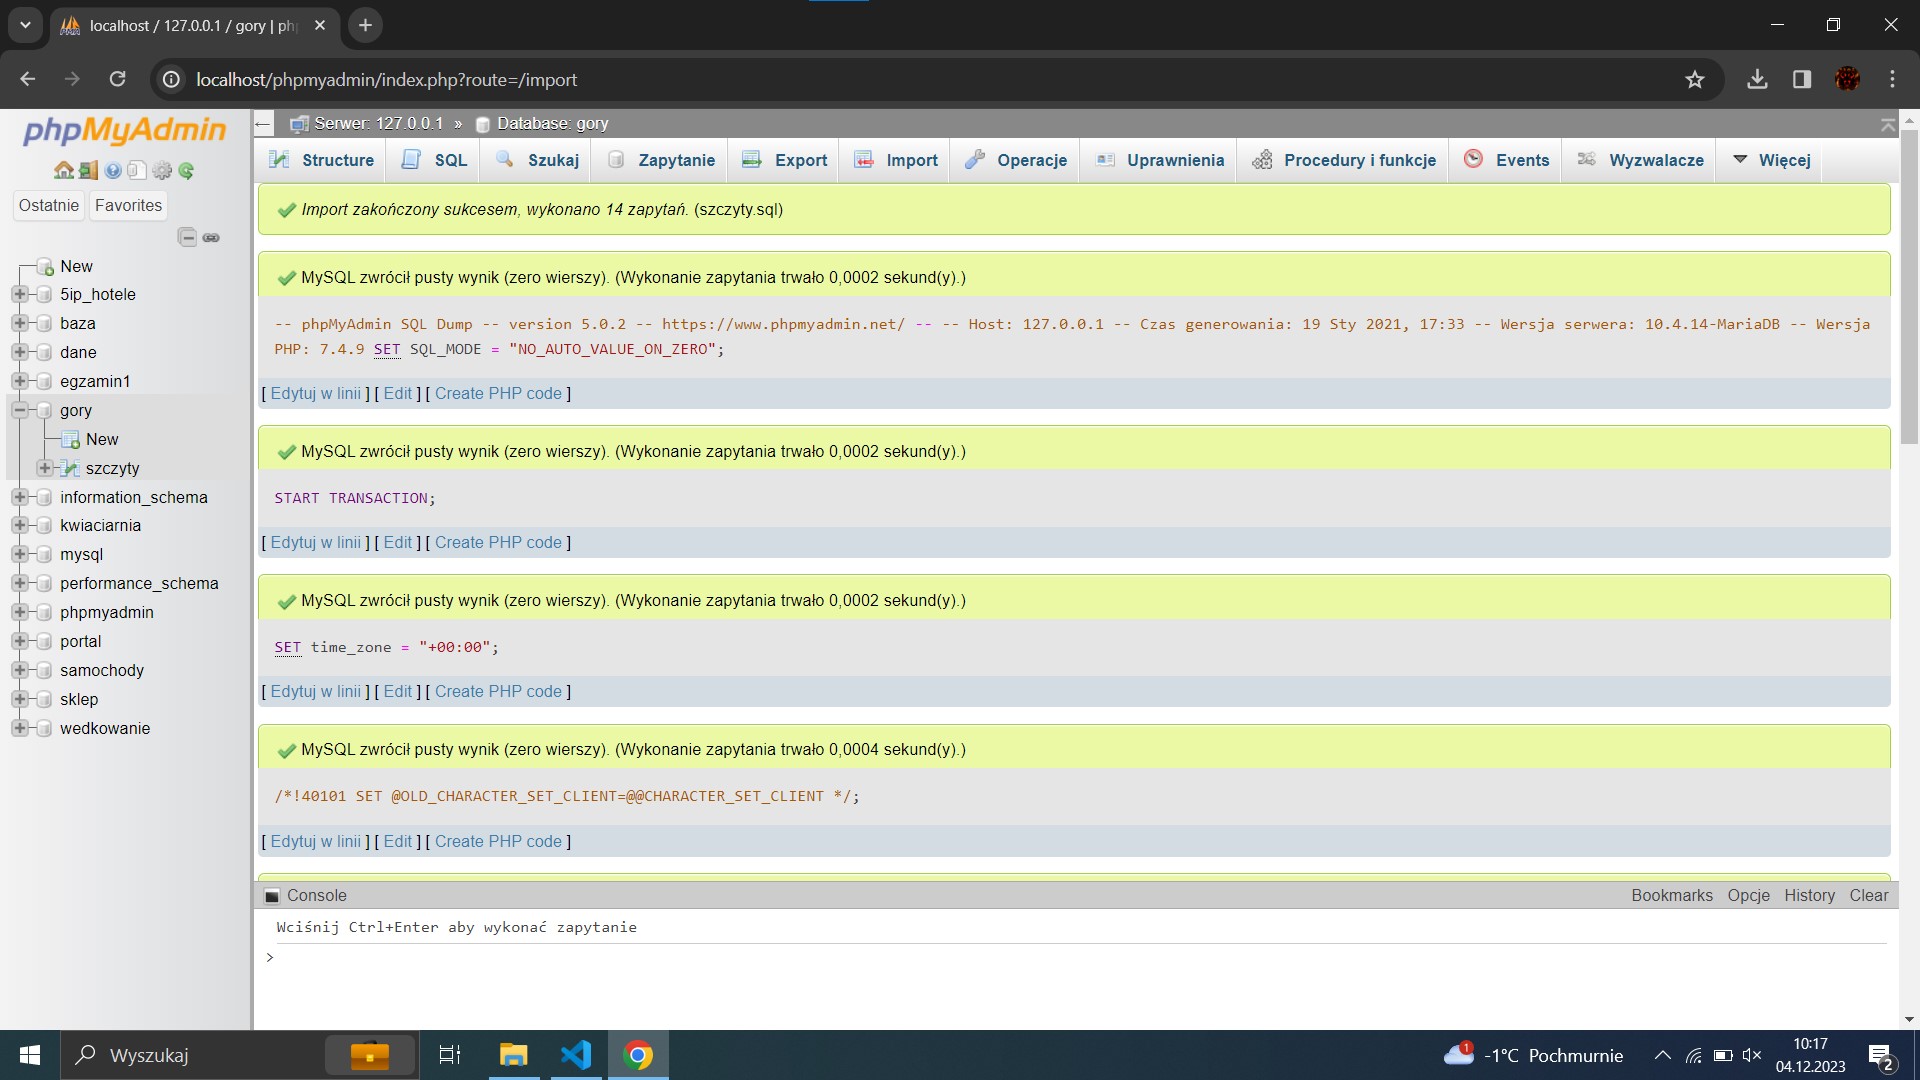 localhost / 127.0.0.1 / gory | ph
localhost/phpmyadmin/index.php?route=/import
phpMyAdmin
Ostatnie
Favorites
New
5ip_hotele
baza
dane
egzamin1
gory
New
szczyty
information_schema
kwiaciarnia
mysql
performance_schema
phpmyadmin
portal
samochody
sklep
wedkowanie
Serwer: 127.0.0.1 » Database: gory
Structure SQL Szukaj Zapytanie Export Import Operacje Uprawnienia Procedury i funkcje Events Wyzwalacze Więcej
Import zakończony sukcesem, wykonano 14 zapytań. (szczyty.sql)
MySQL zwrócił pusty wynik (zero wierszy). (Wykonanie zapytania trwało 0,0002 sekund(y).)
-- phpMyAdmin SQL Dump -- version 5.0.2 -- https://www.phpmyadmin.net/ -- -- Host: 127.0.0.1 -- Czas generowania: 19 Sty 2021, 17:33 -- Wersja serwera: 10.4.14-MariaDB -- Wersja
PHP: 7.4.9 SET SQL_MODE = "NO_AUTO_VALUE_ON_ZERO";
[ Edytuj w linii ] [ Edit ] [ Create PHP code ]
MySQL zwrócił pusty wynik (zero wierszy). (Wykonanie zapytania trwało 0,0002 sekund(y).)
START TRANSACTION;
[ Edytuj w linii ] [ Edit ] [ Create PHP code ]
MySQL zwrócił pusty wynik (zero wierszy). (Wykonanie zapytania trwało 0,0002 sekund(y).)
SET time_zone = "+00:00";
[ Edytuj w linii ] [ Edit ] [ Create PHP code ]
MySQL zwrócił pusty wynik (zero wierszy). (Wykonanie zapytania trwało 0,0004 sekund(y).)
/*!40101 SET @OLD_CHARACTER_SET_CLIENT=@@CHARACTER_SET_CLIENT */;
[ Edytuj w linii ] [ Edit ] [ Create PHP code ]
Console Bookmarks Opcje History Clear
Wciśnij Ctrl+Enter aby wykonać zapytanie
>
Wyszukaj
1
-1°C Pochmurnie
10:17
04.12.2023
2